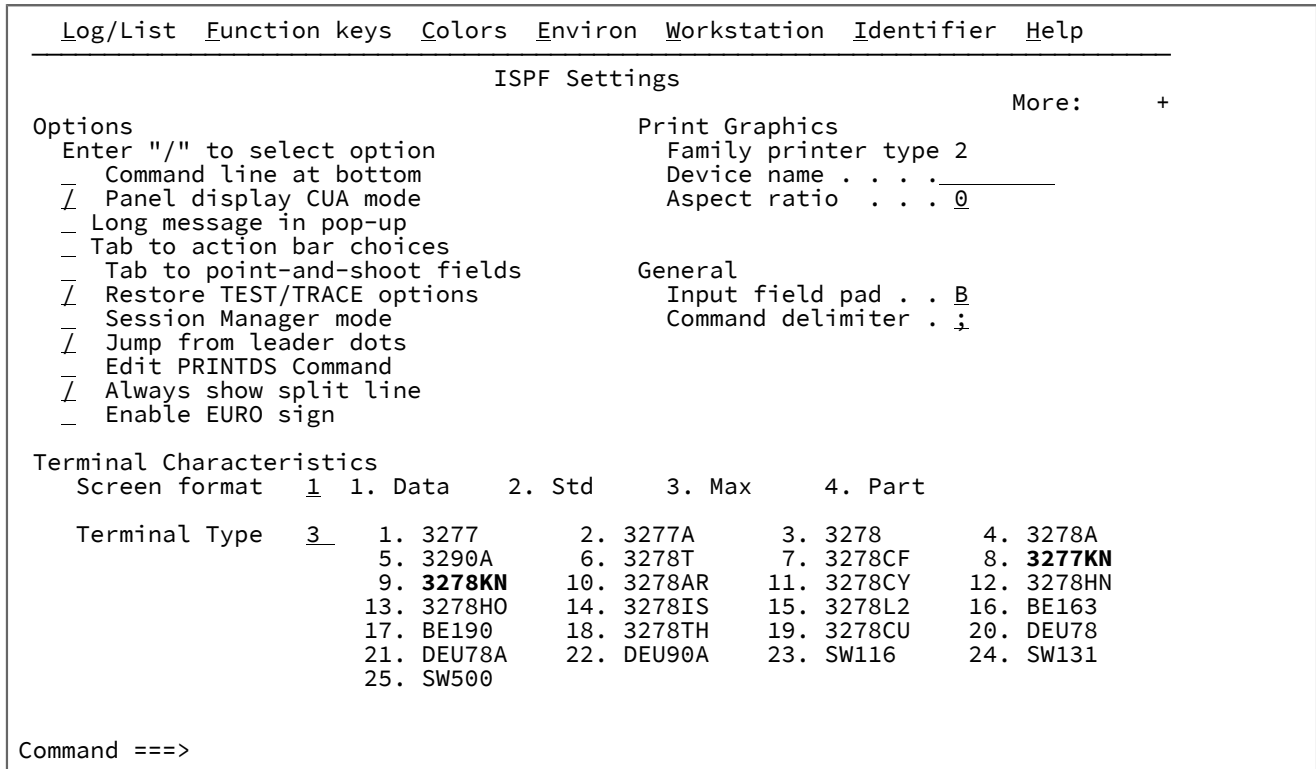 Log/List  Function keys  Colors  Environ  Workstation  Identifier  Help
ISPF Settings
More:     +
Options                                   Print Graphics
Enter "/" to select option                Family printer type 2
_  Command line at bottom                 Device name . . . .________
/  Panel display CUA mode                 Aspect ratio  . . . 0
_ Long message in pop-up
_ Tab to action bar choices
_  Tab to point-and-shoot fields        General
/  Restore TEST/TRACE options             Input field pad . . B
_  Session Manager mode                   Command delimiter . ;
/  Jump from leader dots
_  Edit PRINTDS Command
/  Always show split line
_  Enable EURO sign
Terminal Characteristics
Screen format   1  1. Data    2. Std     3. Max     4. Part
Terminal Type   3_   1. 3277       2. 3277A      3. 3278       4. 3278A
5. 3290A      6. 3278T      7. 3278CF     8. 3277KN
9. 3278KN    10. 3278AR    11. 3278CY    12. 3278HN
13. 3278HO    14. 3278IS    15. 3278L2    16. BE163
17. BE190     18. 3278TH    19. 3278CU    20. DEU78
21. DEU78A    22. DEU90A    23. SW116     24. SW131
25. SW500
Command ===>